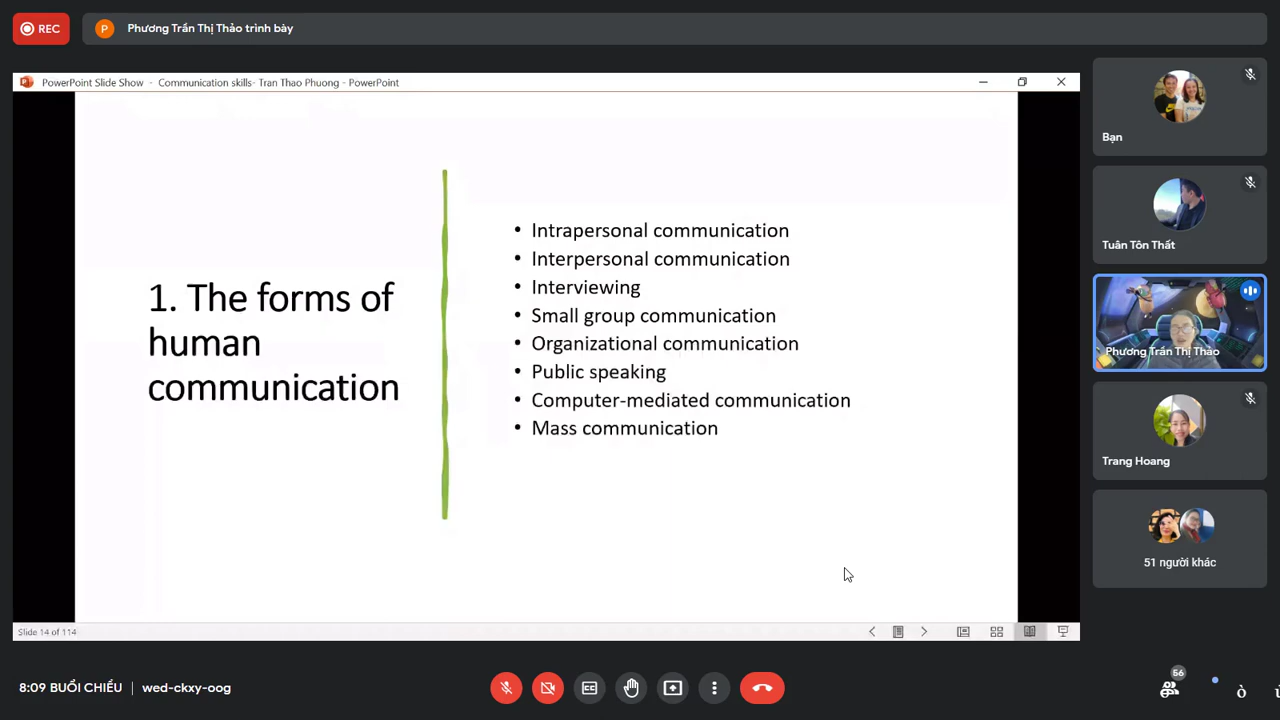 REC
P
Phương Trần Thị Thảo trình bày
PowerPoint Slide Show - Communication skills- Tran Thao Phuong - PowerPoint
1. The forms of
human
communication
• Intrapersonal communication
• Interpersonal communication
• Interviewing
• Small group communication
• Organizational communication
• Public speaking
• Computer-mediated communication
• Mass communication
Slide 14 of 114
Bạn
Tuân Tôn Thất
Phương Trần Thị Thảo
Trang Hoang
51 người khác
8:09 BUỔI CHIỀU
wed-ckxy-oog
56